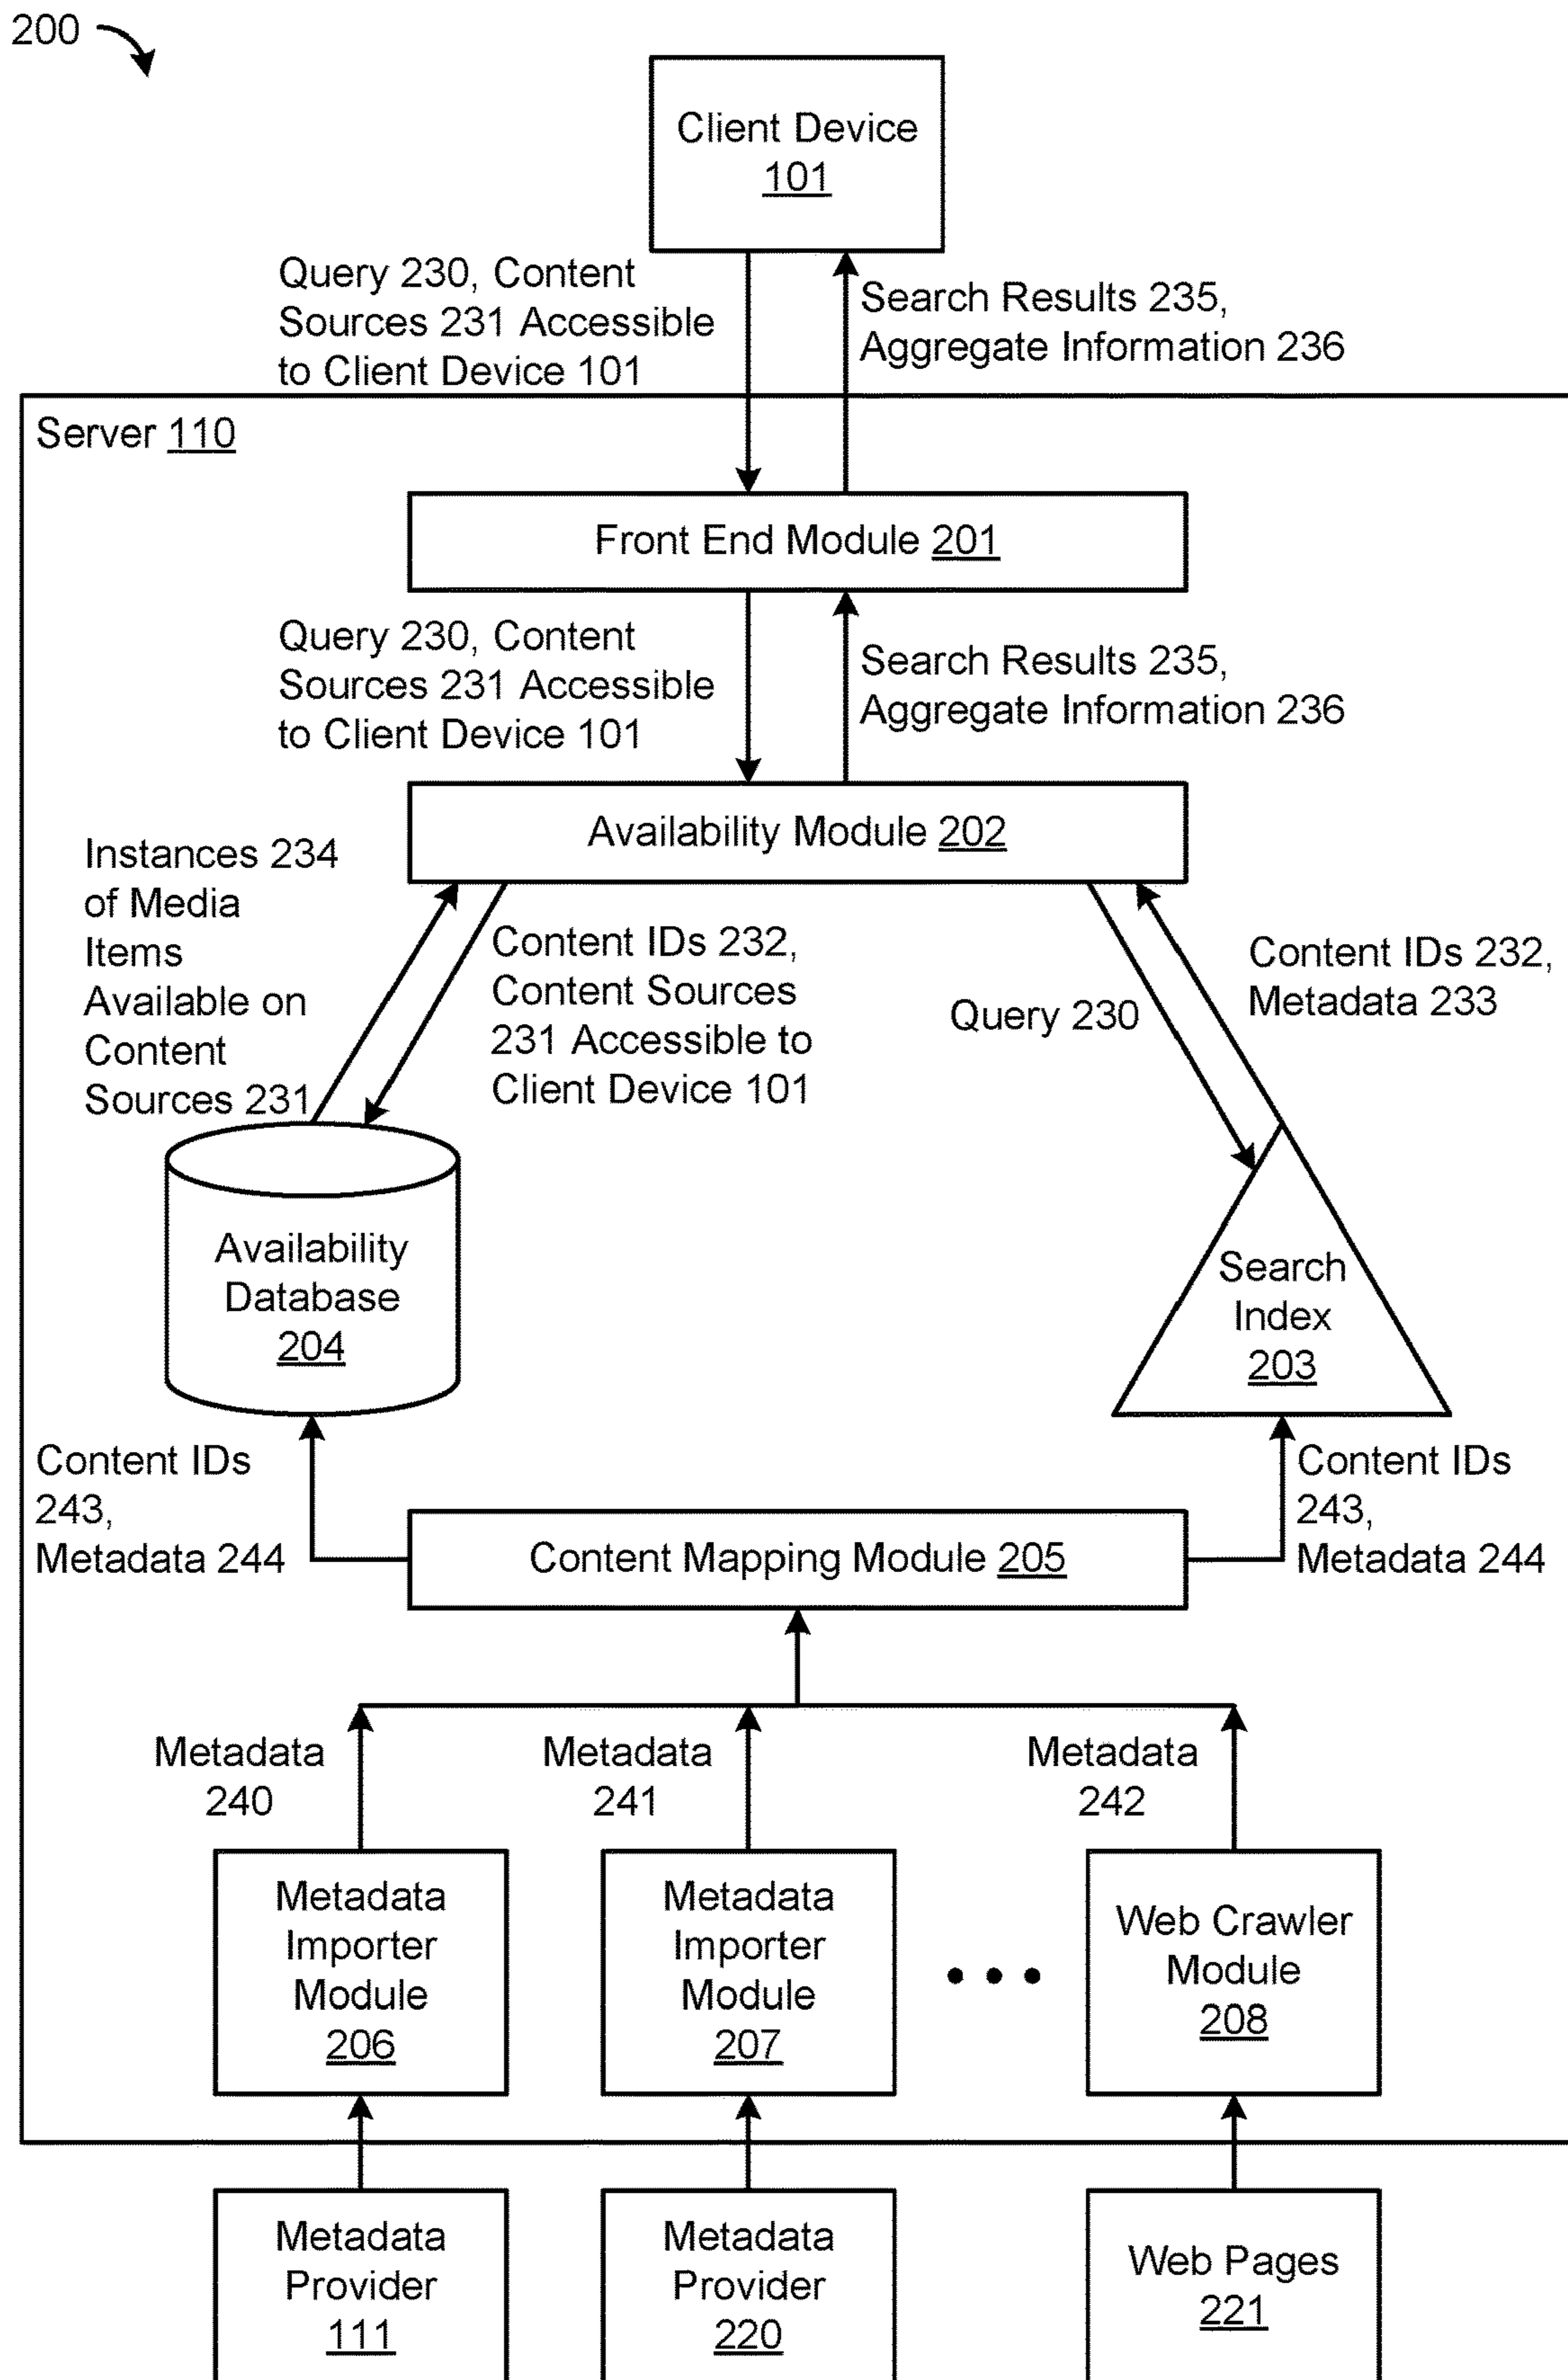 200
Client Device
101
Query 230, Content
Sources 231 Accessible
to Client Device 101
Search Results 235,
Aggregate Information 236
Server 110
Front End Module 201
Query 230, Content
Sources 231 Accessible
to Client Device 101
Search Results 235,
Aggregate Information 236
Availability Module 202
Instances 234
of Media
Items
Available on
Content
Sources 231
Content IDs 232,
Content Sources
231 Accessible to
Client Device 101
Query 230
Content IDs 232,
Metadata 233
Availability
Database
204
Search
Index
203
Content IDs
243,
Metadata 244
Content Mapping Module 205
Content IDs
243,
Metadata 244
Metadata
240
Metadata
241
Metadata
242
Metadata
Importer
Module
206
Metadata
Importer
Module
207
Web Crawler
Module
208
Metadata
Provider
111
Metadata
Provider
220
Web Pages
221